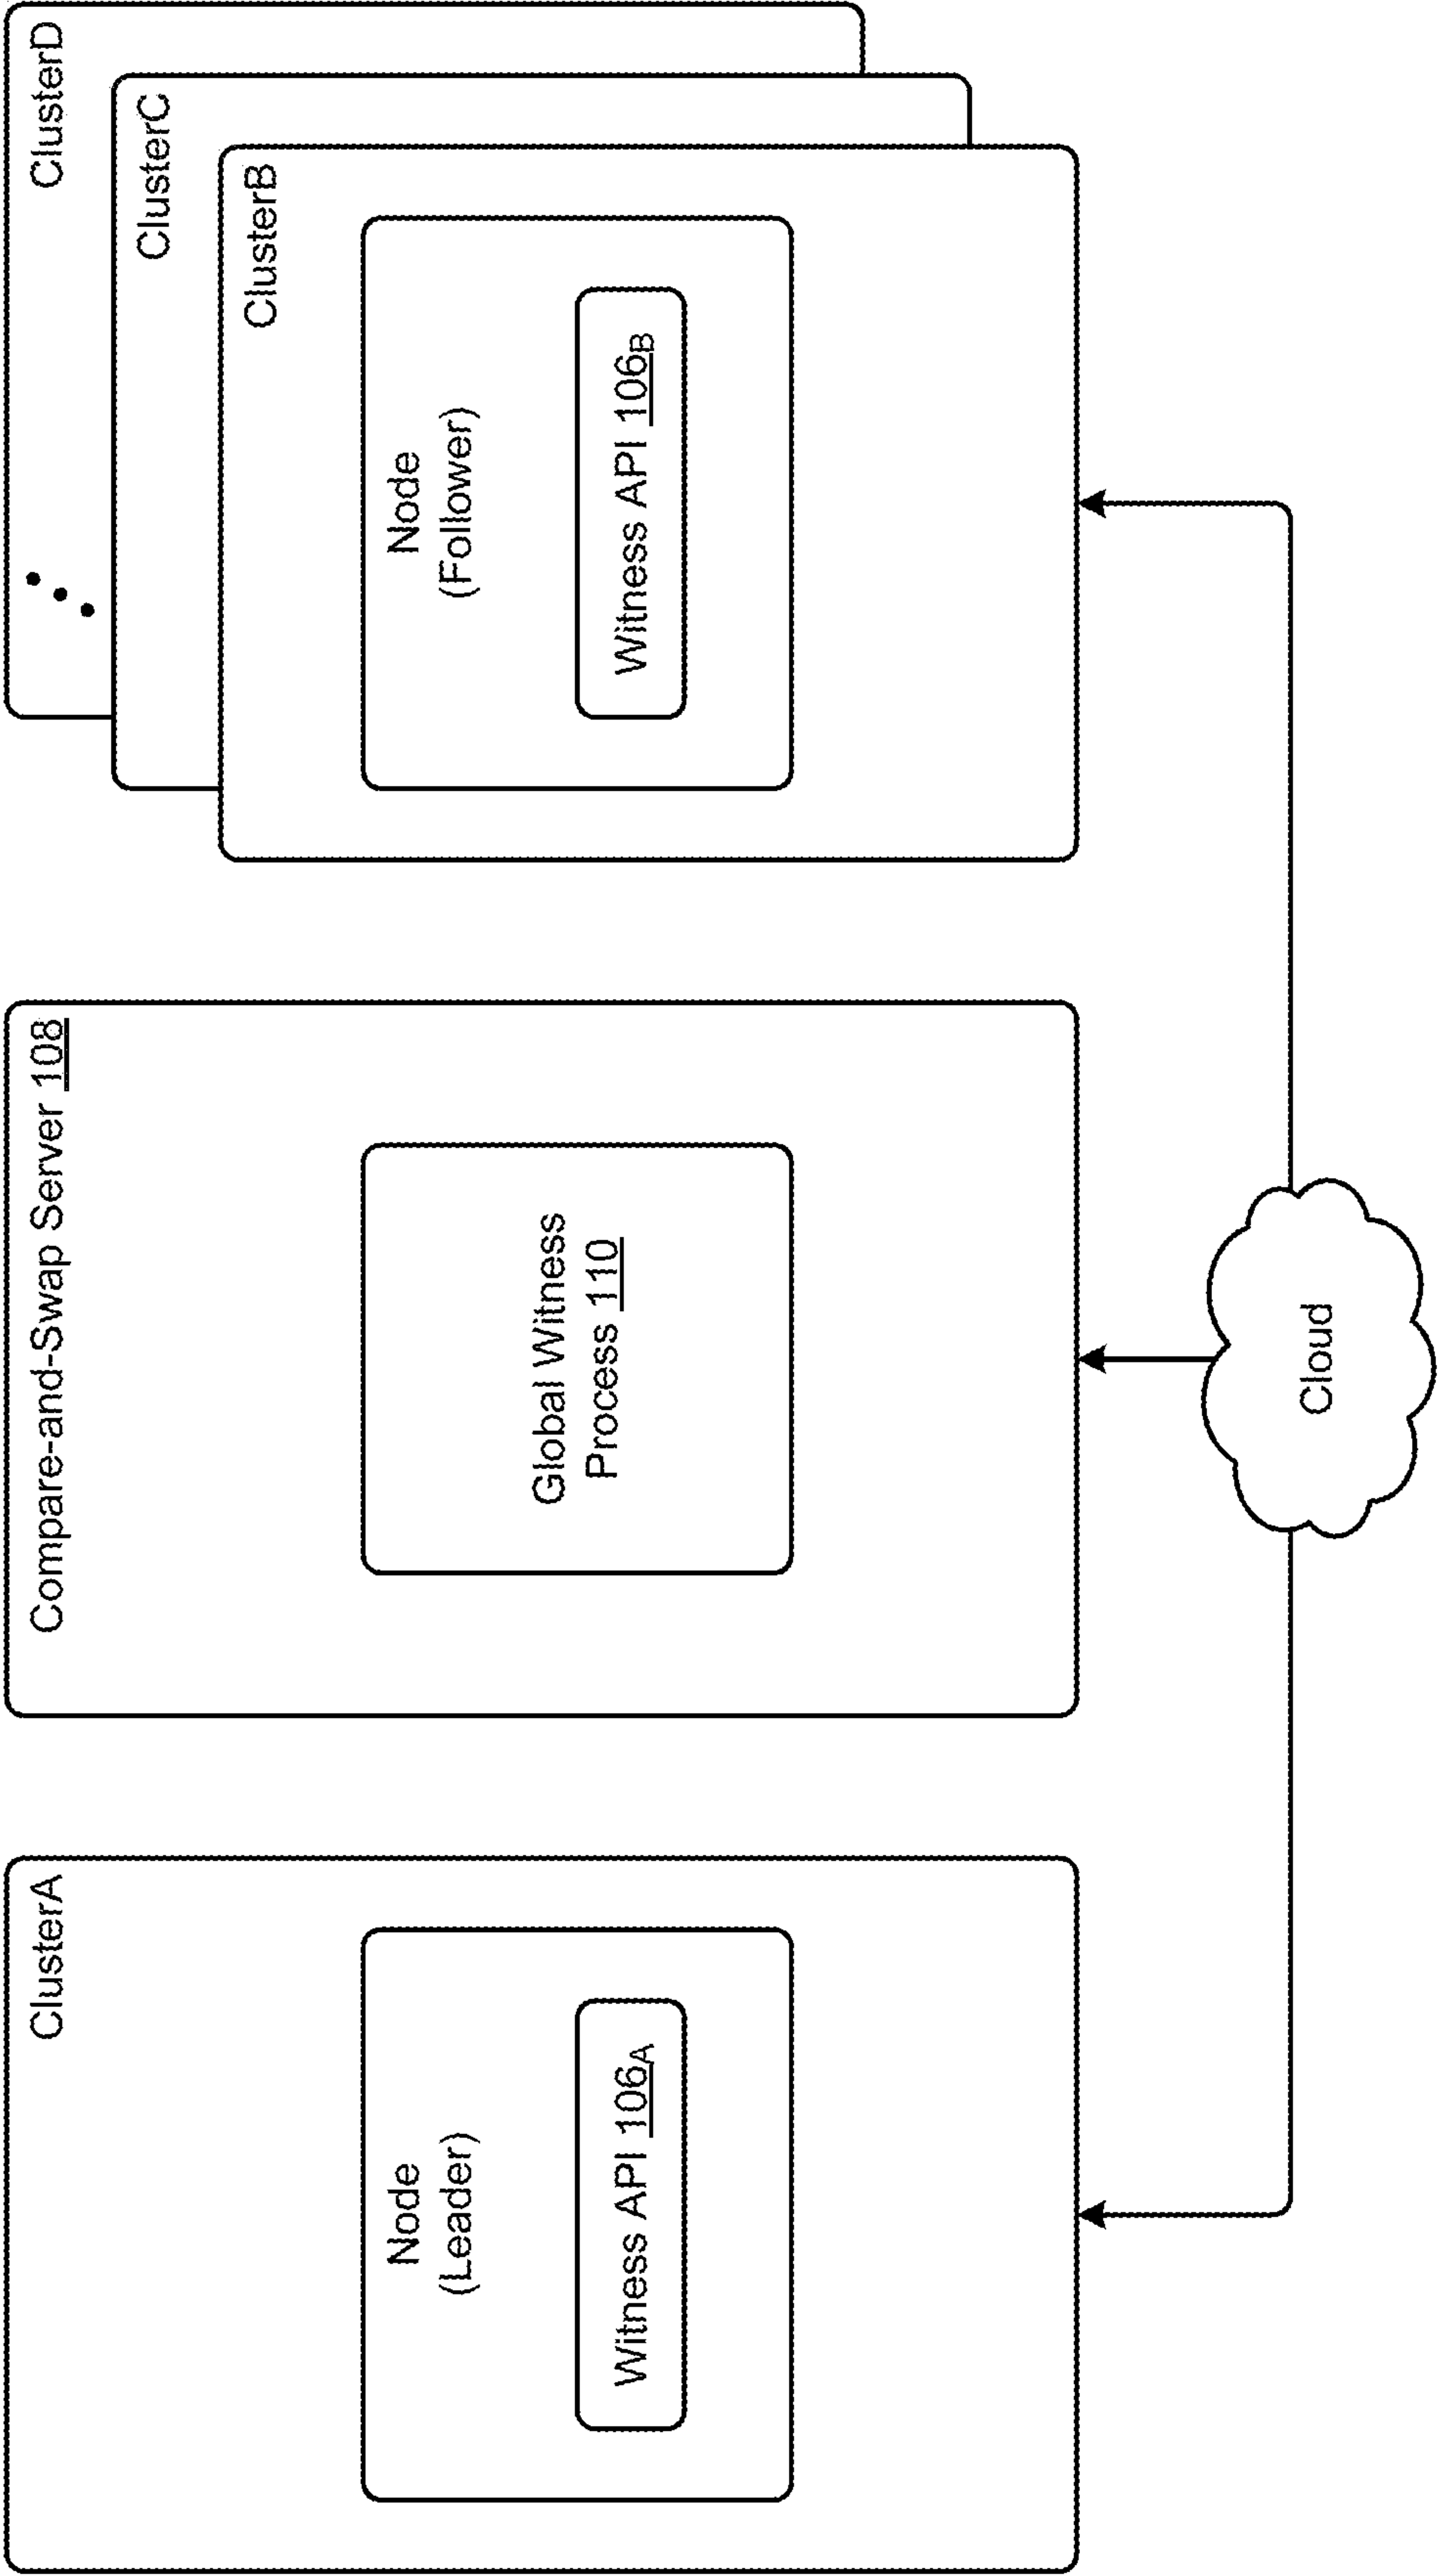 ClusterA
Node
(Leader)
Witness API 106A
Compare-and-Swap Server 108
Global Witness
Process 110
ClusterD
ClusterC
ClusterB
Node
(Follower)
Witness API 106B
Cloud